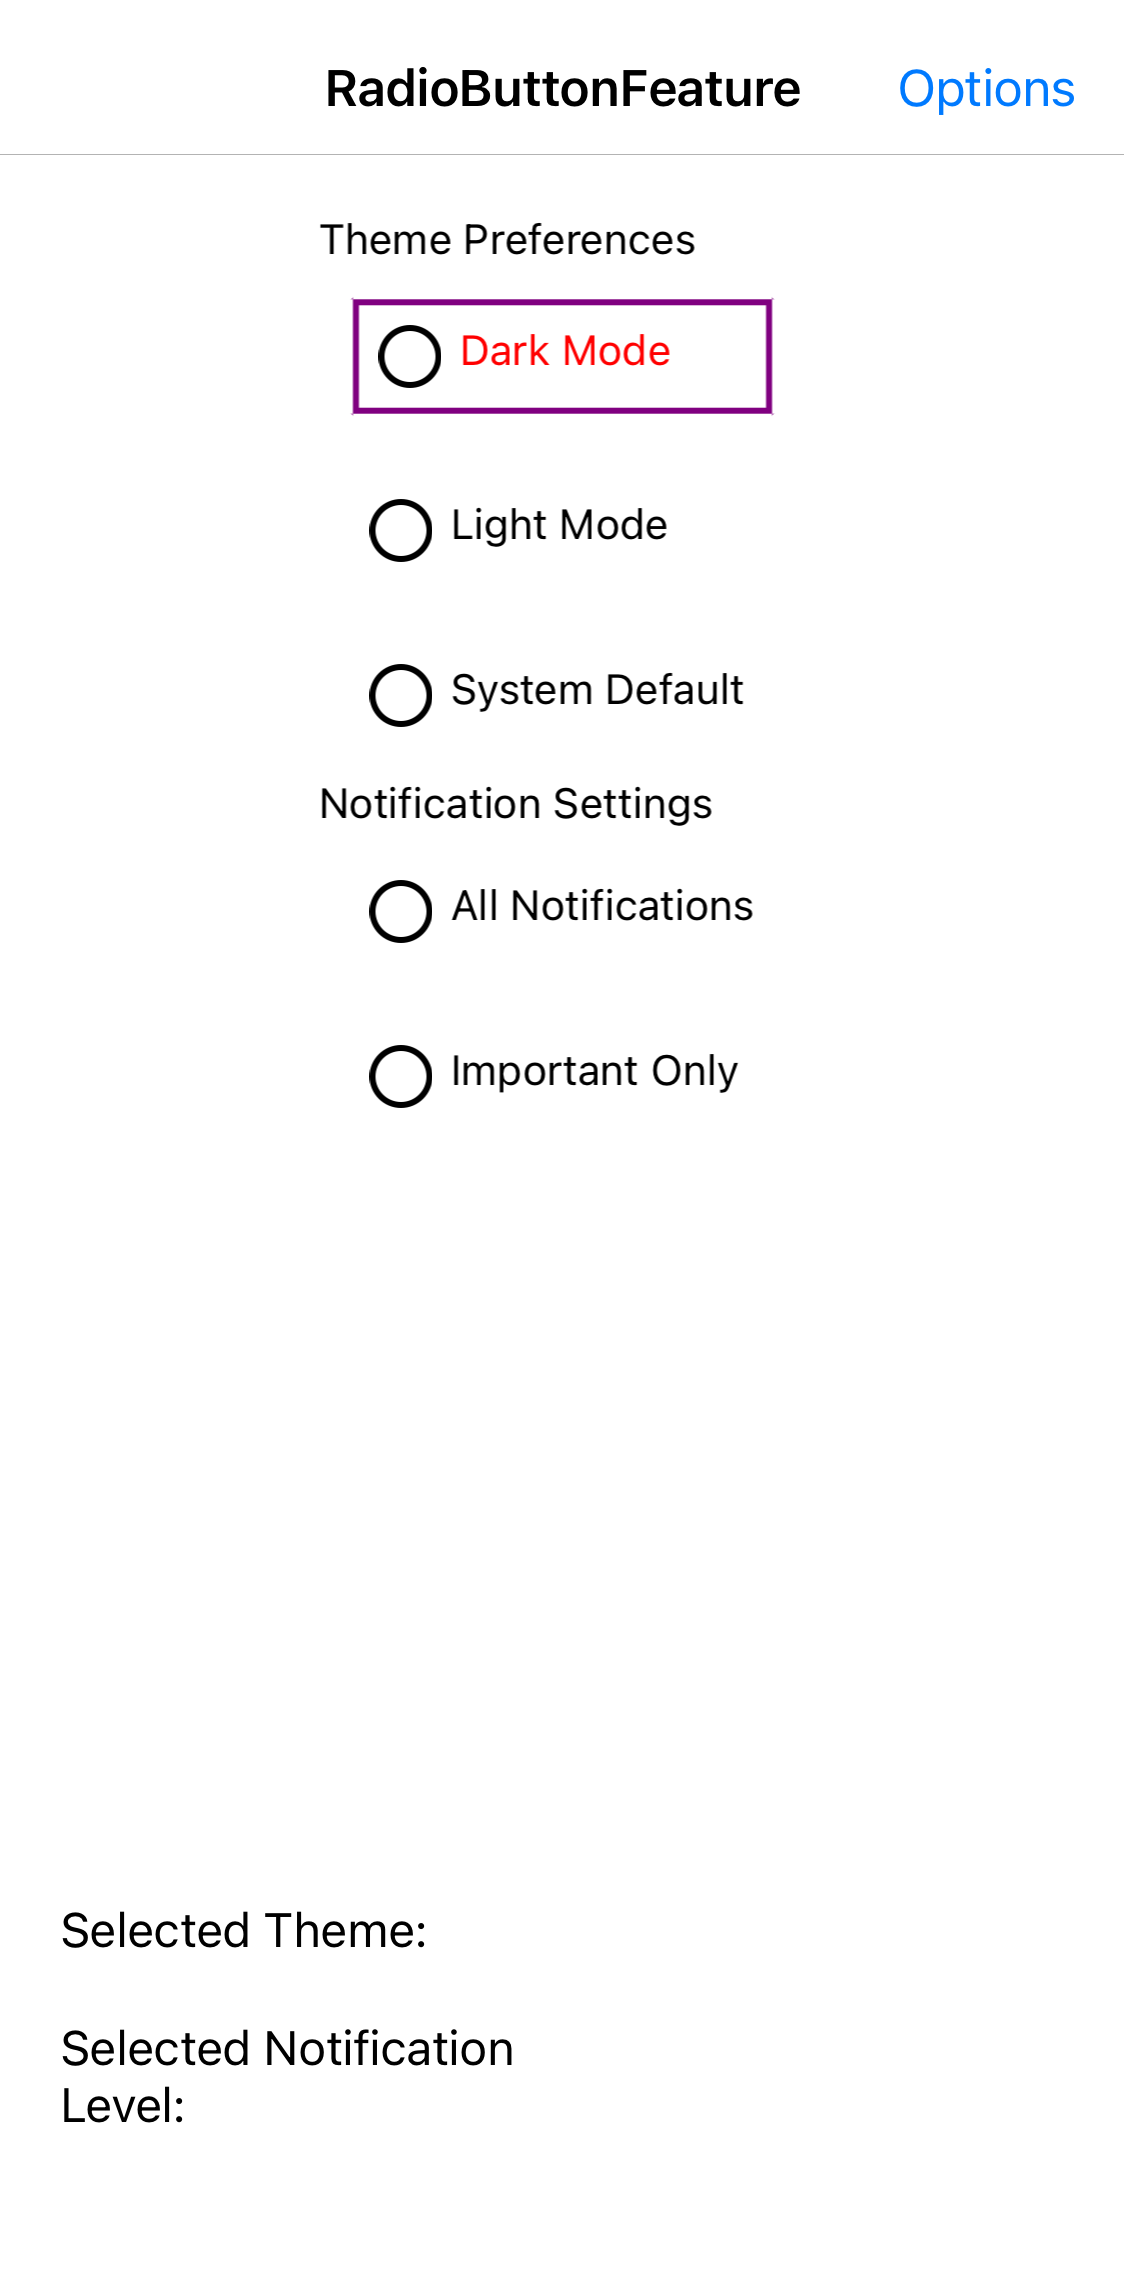 RadioButtonFeature
Options
Theme Preferences
Dark Mode
Light Mode
System Default
Notification Settings
All Notifications
Important Only
Selected Theme:
Selected Notification
Level: